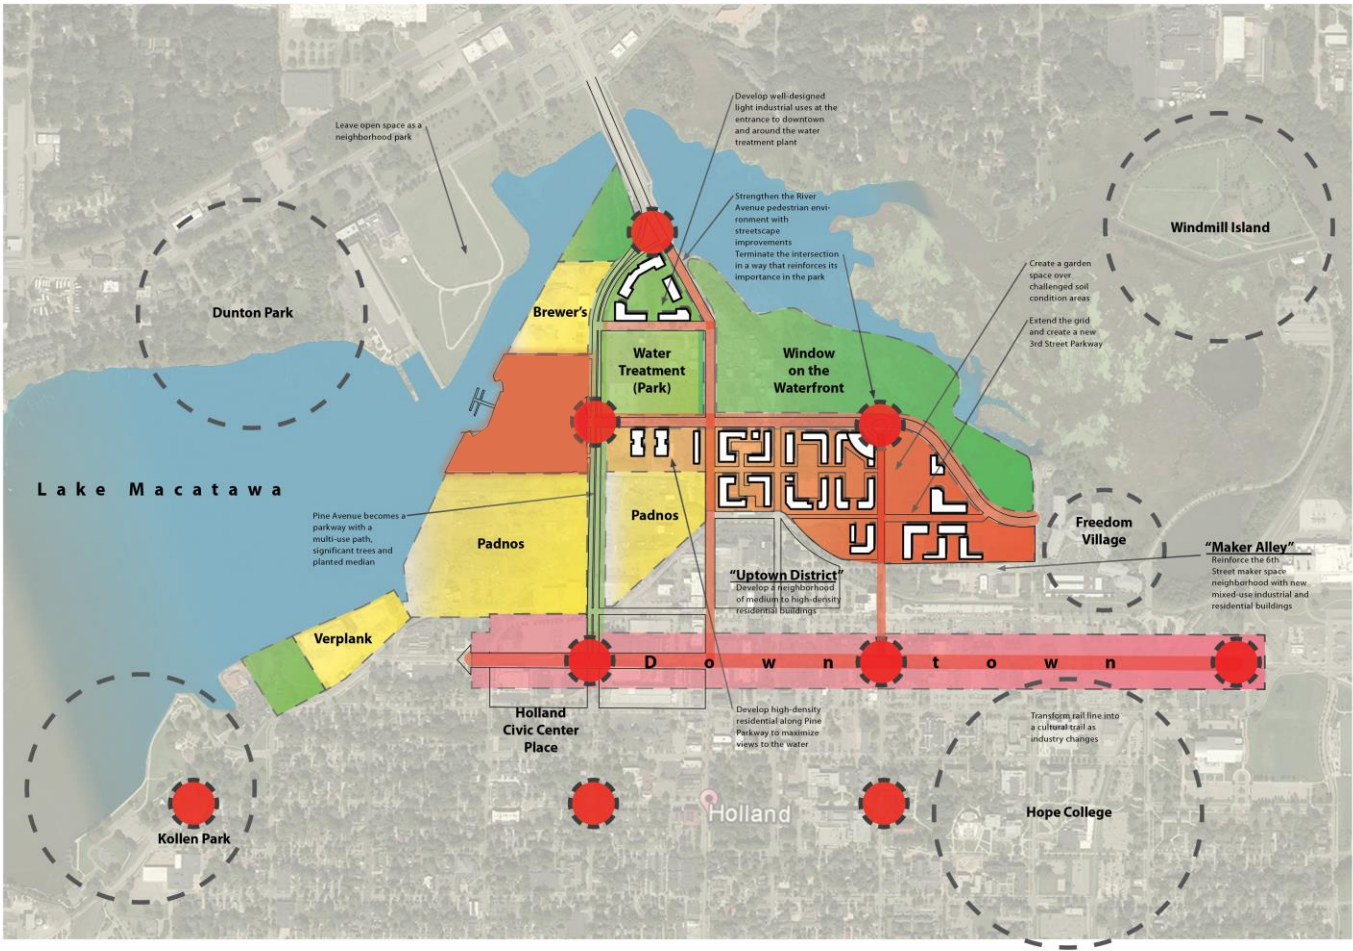 Develop well-designed
light industrial uses at the
entrance to downtown
and around the water
treatment plant
Leave open space as a
neighborhood park
Strengthen the River
Avenue pedestrian envi-
ronment with
streetscape
improvements
Terminate the intersection
in a way that reinforces its
importance in the park
Windmill Island
Create a garden
space over
challenged soil
condition areas
Dunton Park
Brewer's
Extend the grid
and create a new
3rd Street Parkway
Water
Treatment
(Park)
Window
on the
Waterfront
Lake Macatawa
Pine Avenue becomes a
parkway with a
multi-use path,
significant trees and
planted median
Padnos
Padnos
Freedom
Village
"Uptown District"
Develop a neighborhood
of medium to high-density
residential buildings
"Maker Alley"
Reinforce the 6th
Street maker space
neighborhood with new
mixed-use industrial and
residential buildings
Verplank
Downtown
Holland
Civic Center
Place
Develop high-density
residential along Pine
Parkway to maximize
views to the water
Transform rail line into
a cultural trail as
industry changes
Holland
Hope College
Kollen Park